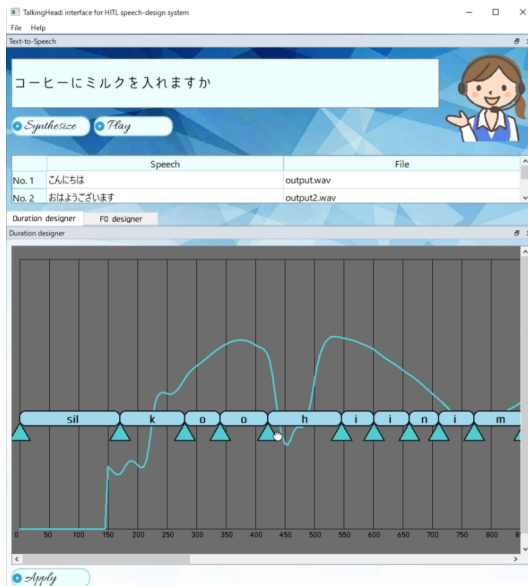 TalkingHead: interface for HITL speech-design system
File Help
Text-to-Speech
コーヒーにミルクを入れますか
Synthesize Play
Speech File
No. 1 こんにちは output.wav
No. 2 おはようございます output2.wav
Duration designer F0 designer
Duration designer
sil k o o h i i n i m
0 50 100 150 200 250 300 350 400 450 500 550 600 650 700 750 800
Apply